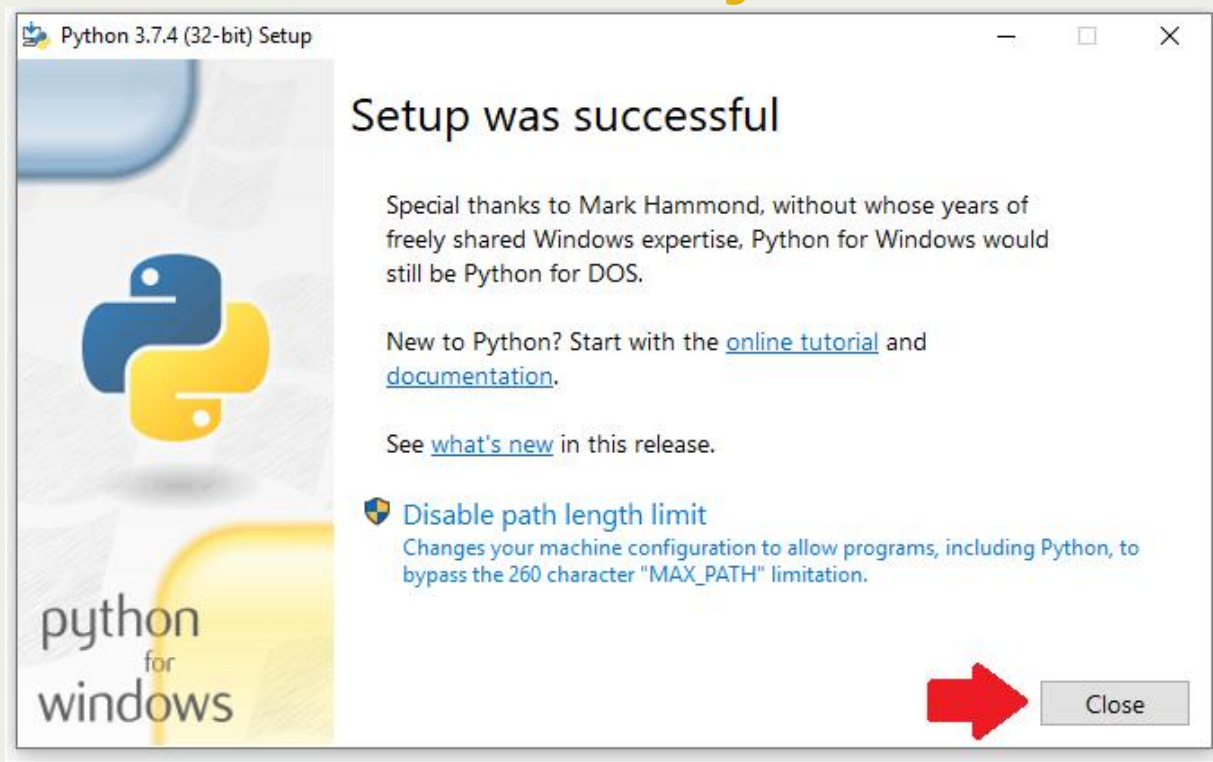 Python 3.7.4 (32-bit) Setup
Setup was successful
Special thanks to Mark Hammond, without whose years of
freely shared Windows expertise, Python for Windows would
still be Python for DOS.
New to Python? Start with the online tutorial and
documentation.
See what's new in this release.
Disable path length limit
Changes your machine configuration to allow programs, including Python, to
bypass the 260 character "MAX_PATH" limitation.
python
for
windows
Close